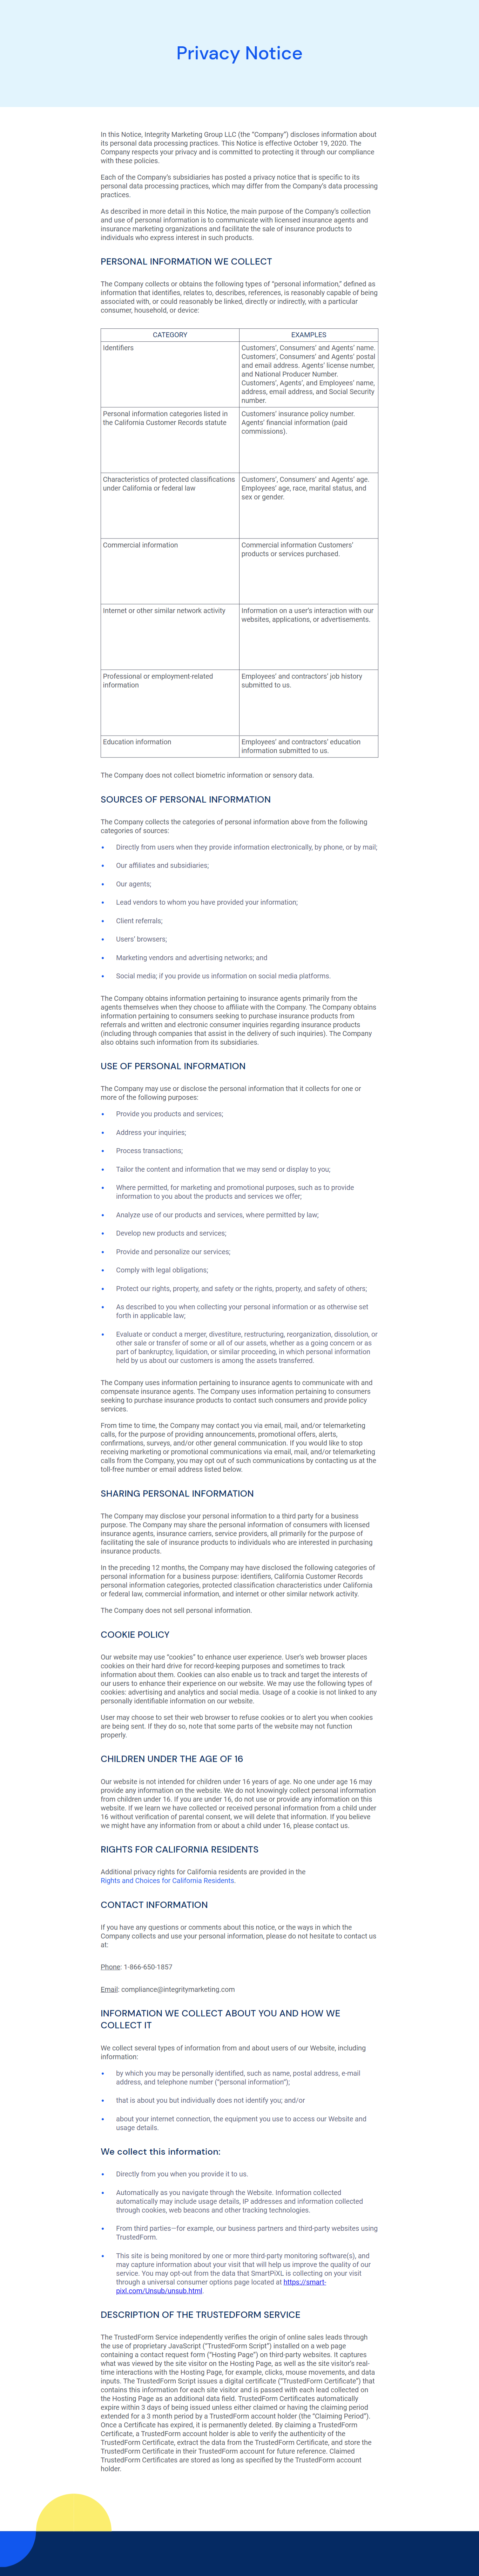 Privacy Notice
In this Notice, Integrity Marketing Group LLC (the “Company”) discloses information about
its personal data processing practices. This Notice is effective October 19, 2020. The
Company respects your privacy and is committed to protecting it through our compliance
with these policies.
Each of the Company’s subsidiaries has posted a privacy notice that is specific to its
personal data processing practices, which may differ from the Company’s data processing
practices.
As described in more detail in this Notice, the main purpose of the Company’s collection
and use of personal information is to communicate with licensed insurance agents and
insurance marketing organizations and facilitate the sale of insurance products to
individuals who express interest in such products.
PERSONAL INFORMATION WE COLLECT
The Company collects or obtains the following types of “personal information,” defined as
information that identifies, relates to, describes, references, is reasonably capable of being
associated with, or could reasonably be linked, directly or indirectly, with a particular
consumer, household, or device:
CATEGORY EXAMPLES
Identifiers
Customers’, Consumers’ and Agents’ name.
Customers’, Consumers’ and Agents’ postal
and email address. Agents’ license number,
and National Producer Number.
Customers’, Agents’, and Employees’ name,
address, email address, and Social Security
number.
Personal information categories listed in
the California Customer Records statute
Customers’ insurance policy number.
Agents’ financial information (paid
commissions).
Characteristics of protected classifications
under California or federal law
Customers’, Consumers’ and Agents’ age.
Employees’ age, race, marital status, and
sex or gender.
Commercial information
Commercial information Customers’
products or services purchased.
Internet or other similar network activity
Information on a user’s interaction with our
websites, applications, or advertisements.
Professional or employment-related
information
Employees’ and contractors’ job history
submitted to us.
Education information
Employees’ and contractors’ education
information submitted to us.
The Company does not collect biometric information or sensory data.
SOURCES OF PERSONAL INFORMATION
The Company collects the categories of personal information above from the following
categories of sources:
• Directly from users when they provide information electronically, by phone, or by mail;
• Our affiliates and subsidiaries;
• Our agents;
• Lead vendors to whom you have provided your information;
• Client referrals;
• Users’ browsers;
• Marketing vendors and advertising networks; and
• Social media; if you provide us information on social media platforms.
The Company obtains information pertaining to insurance agents primarily from the
agents themselves when they choose to affiliate with the Company. The Company obtains
information pertaining to consumers seeking to purchase insurance products from
referrals and written and electronic consumer inquiries regarding insurance products
(including through companies that assist in the delivery of such inquiries). The Company
also obtains such information from its subsidiaries.
USE OF PERSONAL INFORMATION
The Company may use or disclose the personal information that it collects for one or
more of the following purposes:
• Provide you products and services;
• Address your inquiries;
• Process transactions;
• Tailor the content and information that we may send or display to you;
• Where permitted, for marketing and promotional purposes, such as to provide
information to you about the products and services we offer;
• Analyze use of our products and services, where permitted by law;
• Develop new products and services;
• Provide and personalize our services;
• Comply with legal obligations;
• Protect our rights, property, and safety or the rights, property, and safety of others;
• As described to you when collecting your personal information or as otherwise set
forth in applicable law;
• Evaluate or conduct a merger, divestiture, restructuring, reorganization, dissolution, or
other sale or transfer of some or all of our assets, whether as a going concern or as
part of bankruptcy, liquidation, or similar proceeding, in which personal information
held by us about our customers is among the assets transferred.
The Company uses information pertaining to insurance agents to communicate with and
compensate insurance agents. The Company uses information pertaining to consumers
seeking to purchase insurance products to contact such consumers and provide policy
services.
From time to time, the Company may contact you via email, mail, and/or telemarketing
calls, for the purpose of providing announcements, promotional offers, alerts,
confirmations, surveys, and/or other general communication. If you would like to stop
receiving marketing or promotional communications via email, mail, and/or telemarketing
calls from the Company, you may opt out of such communications by contacting us at the
toll-free number or email address listed below.
SHARING PERSONAL INFORMATION
The Company may disclose your personal information to a third party for a business
purpose. The Company may share the personal information of consumers with licensed
insurance agents, insurance carriers, service providers, all primarily for the purpose of
facilitating the sale of insurance products to individuals who are interested in purchasing
insurance products.
In the preceding 12 months, the Company may have disclosed the following categories of
personal information for a business purpose: identifiers, California Customer Records
personal information categories, protected classification characteristics under California
or federal law, commercial information, and internet or other similar network activity.
The Company does not sell personal information.
COOKIE POLICY
Our website may use “cookies” to enhance user experience. User’s web browser places
cookies on their hard drive for record-keeping purposes and sometimes to track
information about them. Cookies can also enable us to track and target the interests of
our users to enhance their experience on our website. We may use the following types of
cookies: advertising and analytics and social media. Usage of a cookie is not linked to any
personally identifiable information on our website.
User may choose to set their web browser to refuse cookies or to alert you when cookies
are being sent. If they do so, note that some parts of the website may not function
properly.
CHILDREN UNDER THE AGE OF 16
Our website is not intended for children under 16 years of age. No one under age 16 may
provide any information on the website. We do not knowingly collect personal information
from children under 16. If you are under 16, do not use or provide any information on this
website. If we learn we have collected or received personal information from a child under
16 without verification of parental consent, we will delete that information. If you believe
we might have any information from or about a child under 16, please contact us.
RIGHTS FOR CALIFORNIA RESIDENTS
Additional privacy rights for California residents are provided in the
Rights and Choices for California Residents.
CONTACT INFORMATION
If you have any questions or comments about this notice, or the ways in which the
Company collects and use your personal information, please do not hesitate to contact us
at:
Phone: 1-866-650-1857
Email: compliance@integritymarketing.com
INFORMATION WE COLLECT ABOUT YOU AND HOW WE
COLLECT IT
We collect several types of information from and about users of our Website, including
information:
• by which you may be personally identified, such as name, postal address, e-mail
address, and telephone number (“personal information”);
• that is about you but individually does not identify you; and/or
• about your internet connection, the equipment you use to access our Website and
usage details.
We collect this information:
• Directly from you when you provide it to us.
• Automatically as you navigate through the Website. Information collected
automatically may include usage details, IP addresses and information collected
through cookies, web beacons and other tracking technologies.
• From third parties—for example, our business partners and third-party websites using
TrustedForm.
• This site is being monitored by one or more third-party monitoring software(s), and
may capture information about your visit that will help us improve the quality of our
service. You may opt-out from the data that SmartPiXL is collecting on your visit
through a universal consumer options page located at https://smart-
pixl.com/Unsub/unsub.html.
DESCRIPTION OF THE TRUSTEDFORM SERVICE
The TrustedForm Service independently verifies the origin of online sales leads through
the use of proprietary JavaScript (“TrustedForm Script”) installed on a web page
containing a contact request form (“Hosting Page”) on third-party websites. It captures
what was viewed by the site visitor on the Hosting Page, as well as the site visitor’s real-
time interactions with the Hosting Page, for example, clicks, mouse movements, and data
inputs. The TrustedForm Script issues a digital certificate (“TrustedForm Certificate”) that
contains this information for each site visitor and is passed with each lead collected on
the Hosting Page as an additional data field. TrustedForm Certificates automatically
expire within 3 days of being issued unless either claimed or having the claiming period
extended for a 3 month period by a TrustedForm account holder (the “Claiming Period”).
Once a Certificate has expired, it is permanently deleted. By claiming a TrustedForm
Certificate, a TrustedForm account holder is able to verify the authenticity of the
TrustedForm Certificate, extract the data from the TrustedForm Certificate, and store the
TrustedForm Certificate in their TrustedForm account for future reference. Claimed
TrustedForm Certificates are stored as long as specified by the TrustedForm account
holder.